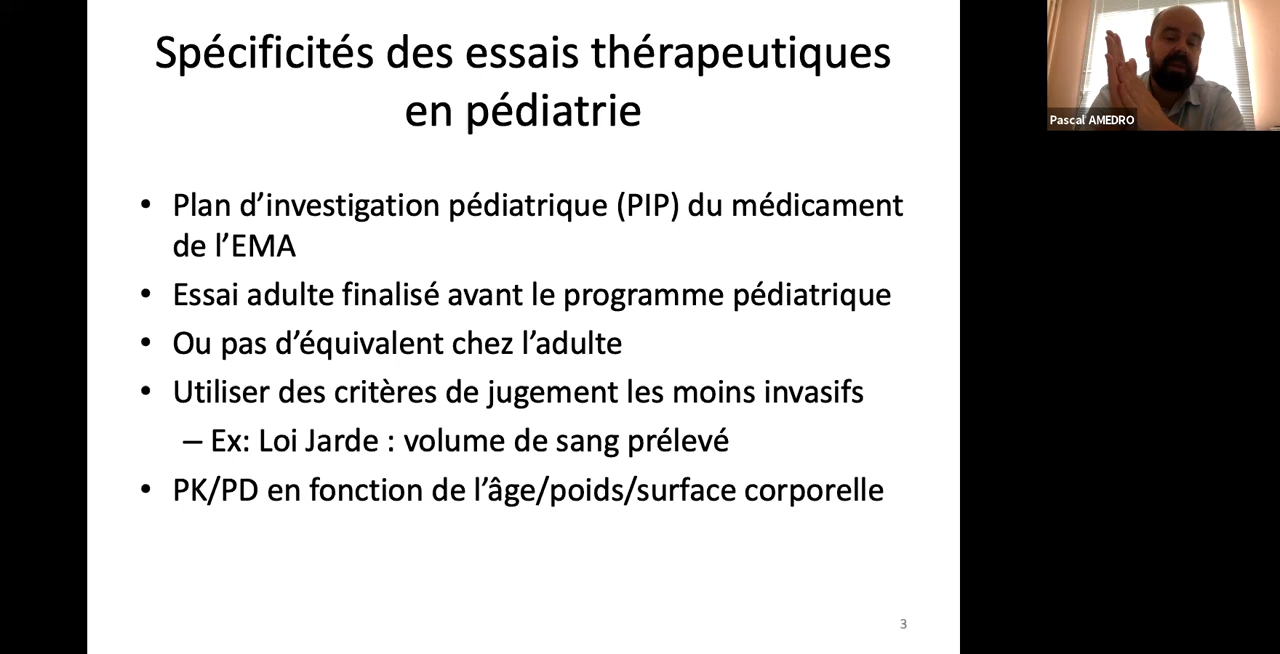 Spécificités des essais thérapeutiques
en pédiatrie
• Plan d’investigation pédiatrique (PIP) du médicament
de l’EMA
• Essai adulte finalisé avant le programme pédiatrique
• Ou pas d’équivalent chez l’adulte
• Utiliser des critères de jugement les moins invasifs
– Ex: Loi Jarde : volume de sang prélevé
• PK/PD en fonction de l’âge/poids/surface corporelle
3
Pascal AMEDRO